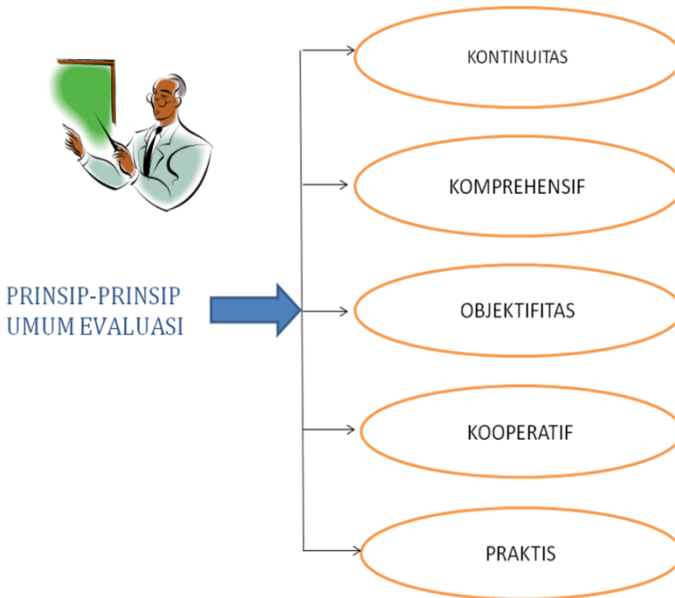 PRINSIP-PRINSIP
UMUM EVALUASI
KONTINUITAS
KOMPREHENSIF
OBJEKTIFITAS
KOOPERATIF
PRAKTIS